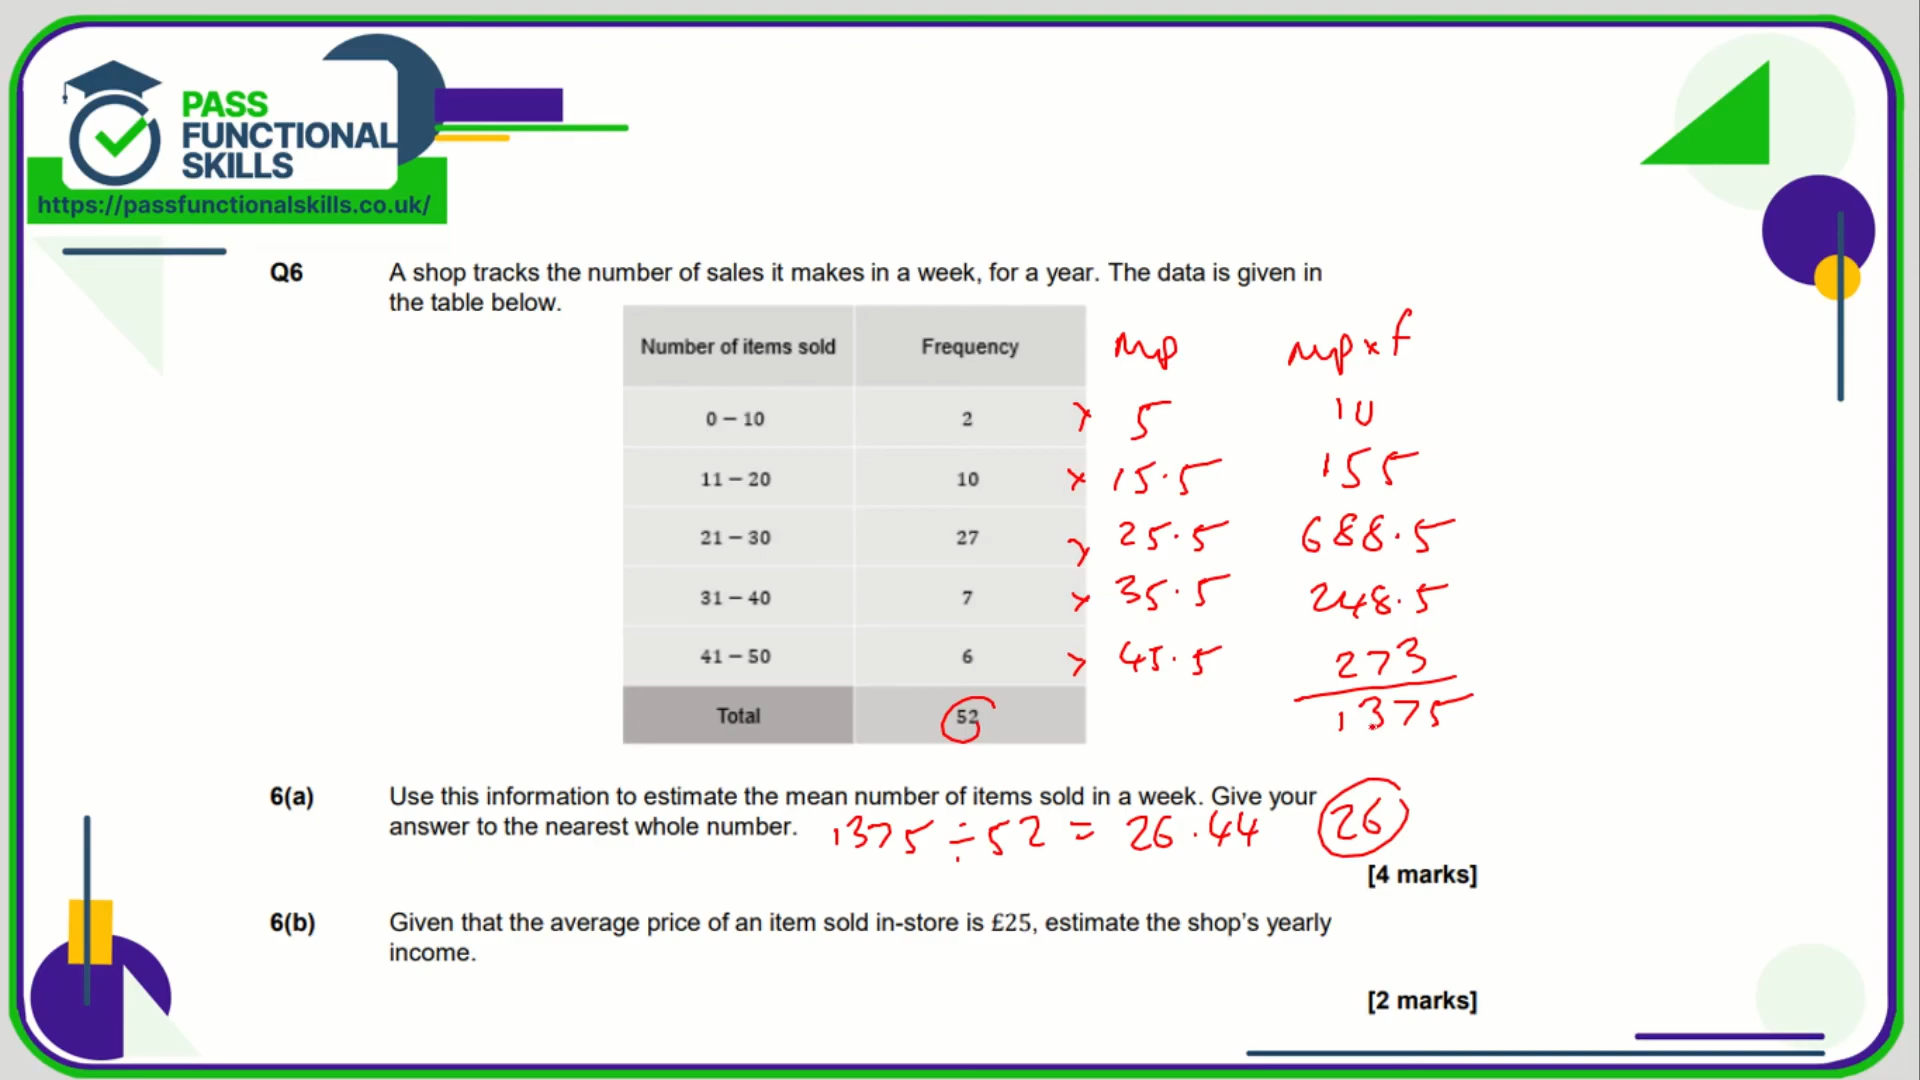 PASS
FUNCTIONAL
SKILLS
https://passfunctionalskills.co.uk/
Q6 A shop tracks the number of sales it makes in a week, for a year. The data is given in
the table below.
Number of items sold Frequency mp mp × f
0 – 10 2 × 5 10
11 – 20 10 × 15.5 155
21 – 30 27 × 25.5 688.5
31 – 40 7 × 35.5 248.5
41 – 50 6 × 45.5 273
Total 52 1375
6(a) Use this information to estimate the mean number of items sold in a week. Give your
answer to the nearest whole number. 1375 ÷ 52 = 26.44 26
[4 marks]
6(b) Given that the average price of an item sold in-store is £25, estimate the shop’s yearly
income.
[2 marks]